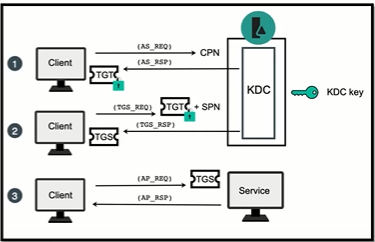 1 Client (AS_REQ) CPN
(AS_RSP)
TGT
KDC
KDC key
2 Client (TGS_REQ) TGT + SPN
(TGS_RSP)
TGS
3 Client (AP_REQ) TGS Service
(AP_RSP)